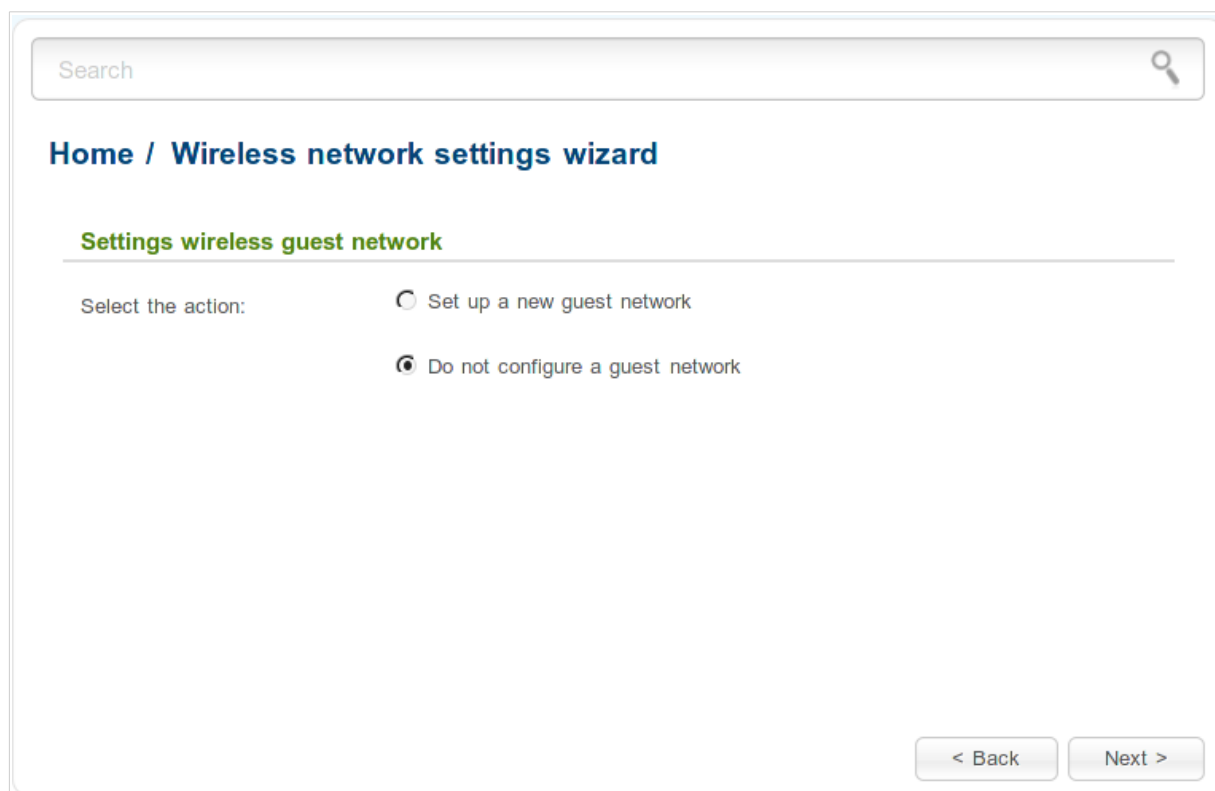 Search
Home / Wireless network settings wizard
Settings wireless guest network
Select the action:
Set up a new guest network
Do not configure a guest network
< Back
Next >